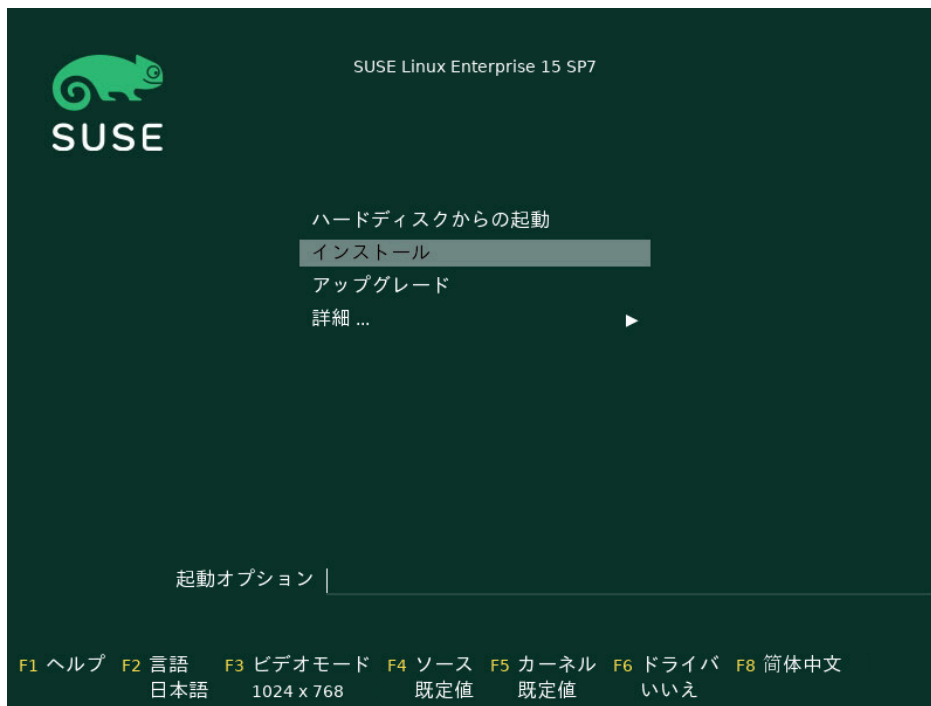 SUSE Linux Enterprise 15 SP7
SUSE
ハードディスクからの起動
インストール
アップグレード
詳細 ... ▶
起動オプション
F1 ヘルプ F2 言語 F3 ビデオモード F4 ソース F5 カーネル F6 ドライバ F8 简体中文
日本語 1024 x 768 既定値 既定値 いいえ